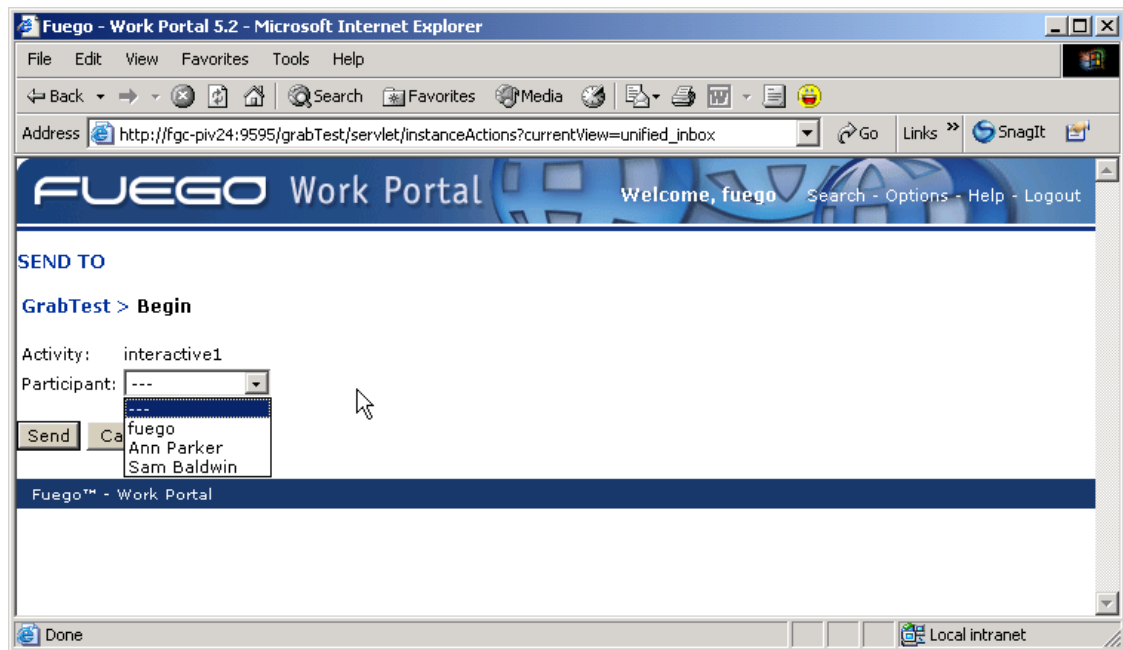 Fuego - Work Portal 5.2 - Microsoft Internet Explorer
File Edit View Favorites Tools Help
Back Search Favorites Media
Address http://fgc-piv24:9595/grabTest/servlet/instanceActions?currentView=unified_inbox Go Links » SnagIt
FUEGO Work Portal Welcome, fuego Search - Options - Help - Logout
SEND TO
GrabTest > Begin
Activity: interactive1
Participant: ---
---
fuego
Send Ca
Ann Parker
Sam Baldwin
Fuego™ - Work Portal
Done Local intranet